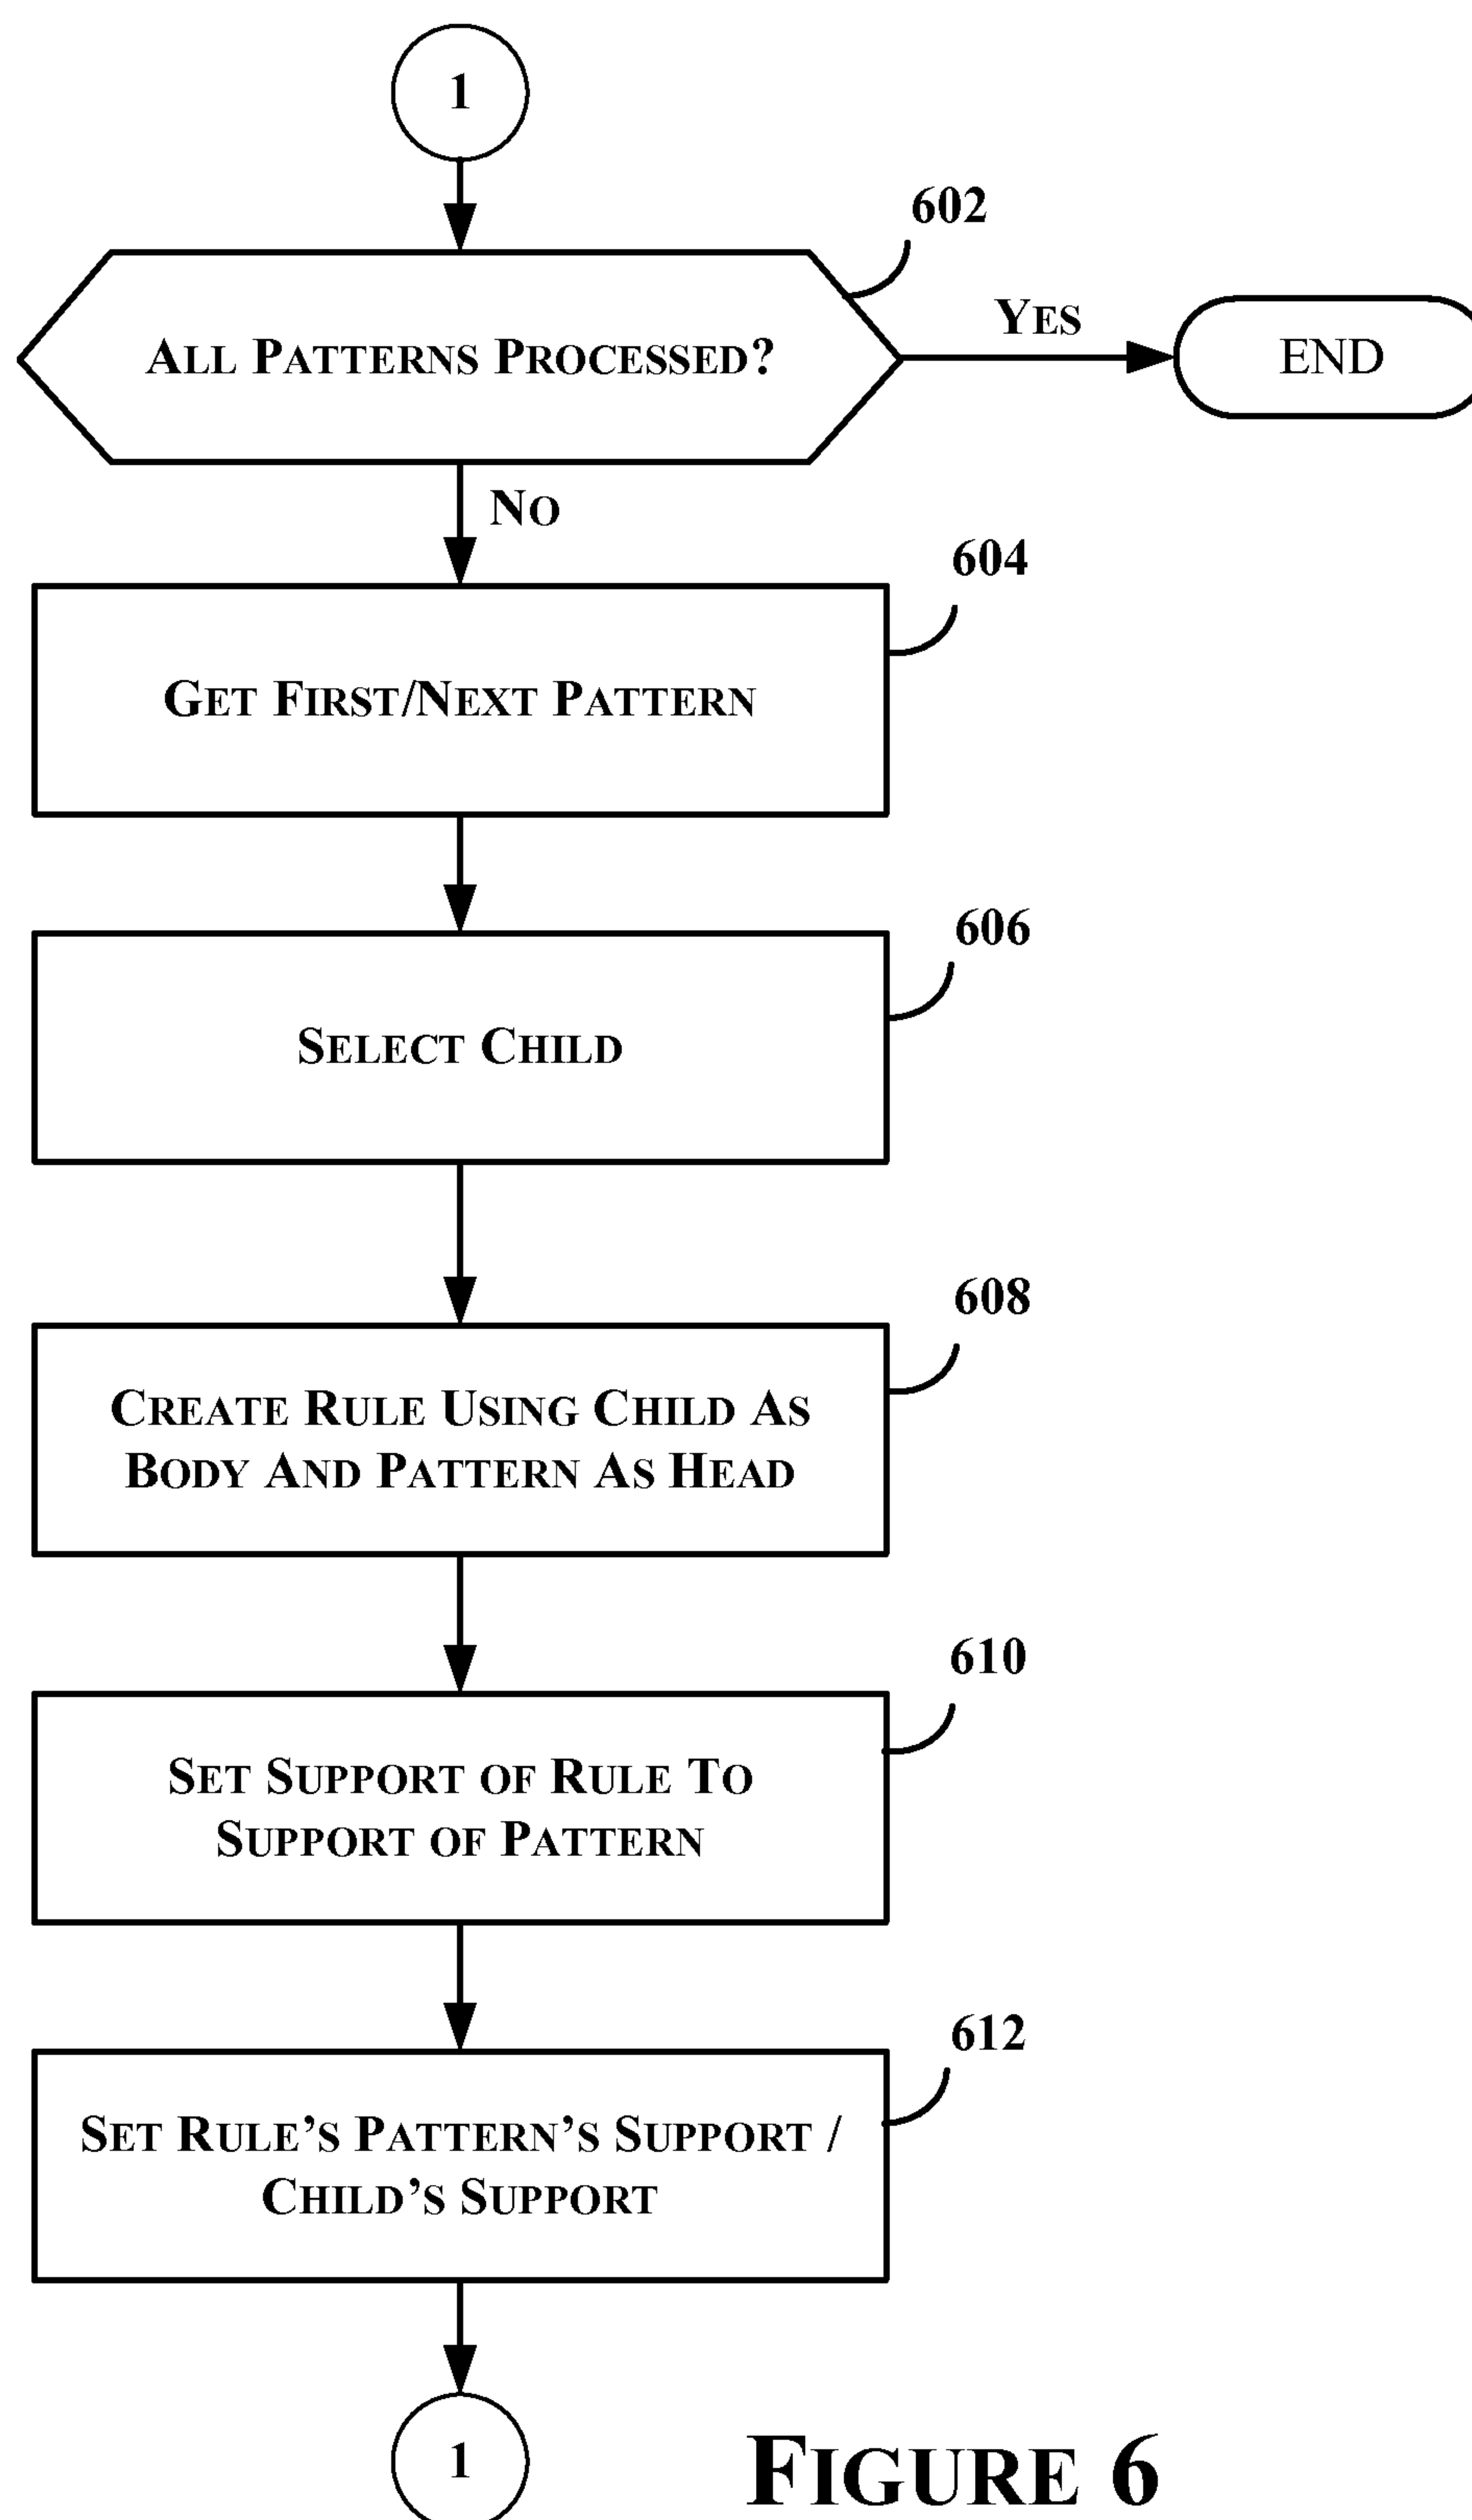 1
602
All Patterns Processed?
Yes
END
No
604
Get First/Next Pattern
606
Select Child
608
Create Rule Using Child As
Body And Pattern As Head
610
Set Support of Rule To
Support of Pattern
612
Set Rule’s Pattern’s Support /
Child’s Support
1
Figure 6